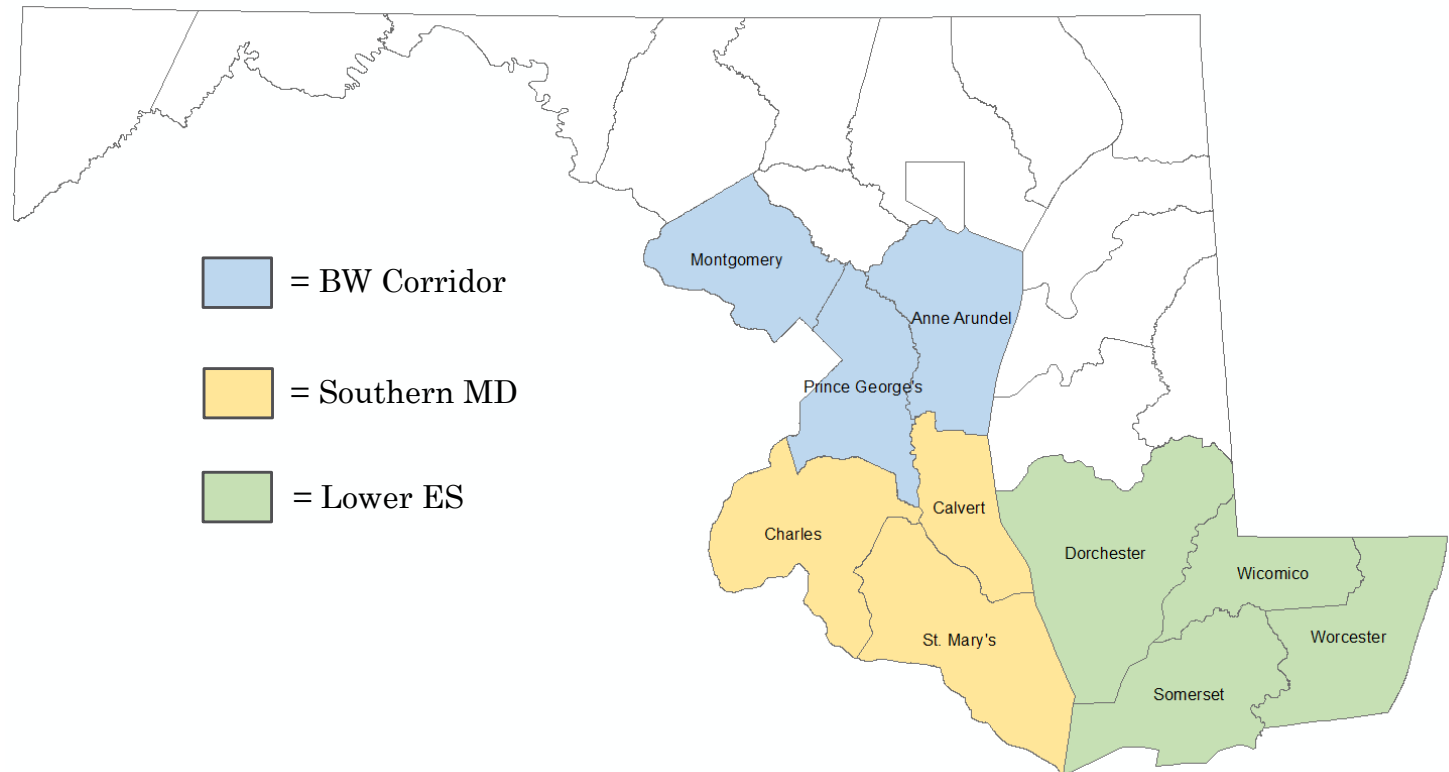 Montgomery
= BW Corridor
Anne Arundel
= Southern MD
Prince George's
= Lower ES
Calvert
Charles
Dorchester
Wicomico
St. Mary's
Worcester
Somerset